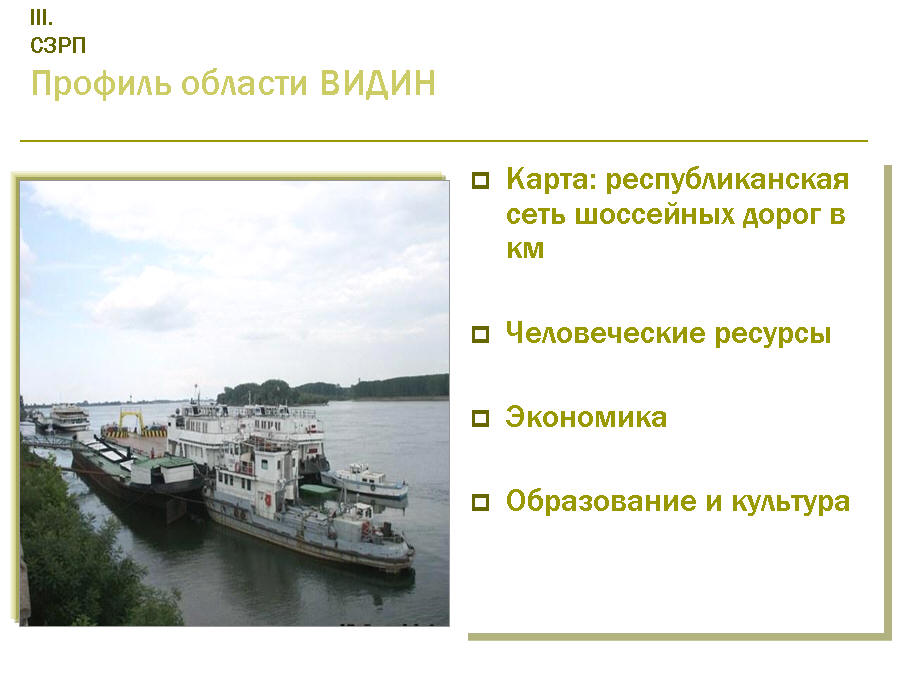 III.
СЗРП
Профиль области ВИДИН
Карта: республиканская
сеть шоссейных дорог в
км
Человеческие ресурсы
Экономика
Образование и культура